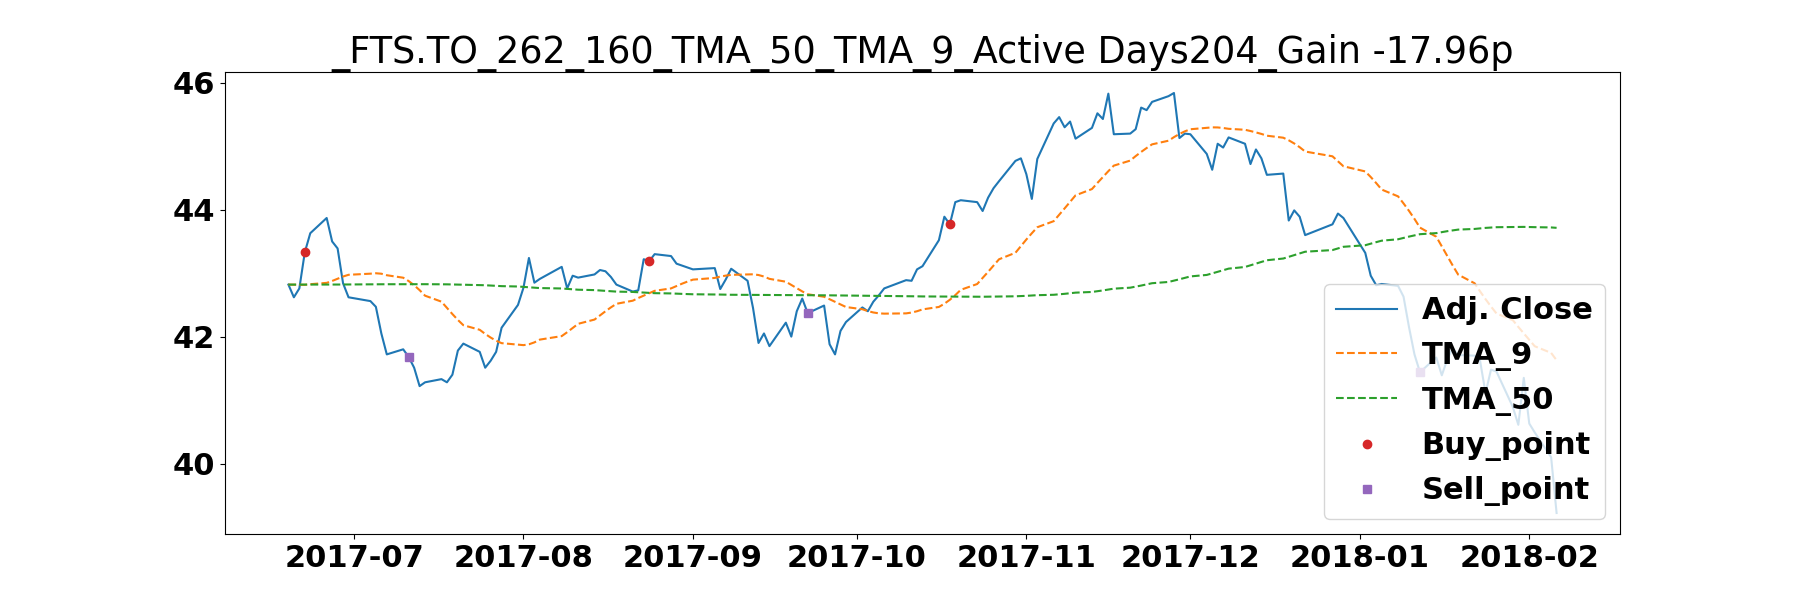 _FTS.TO_262_160_TMA_50_TMA_9_Active Days204_Gain -17.96p
46
44
42
40
Adj. Close
TMA_9
TMA_50
Buy_point
Sell_point
2017-07 2017-08 2017-09 2017-10 2017-11 2017-12 2018-01 2018-02